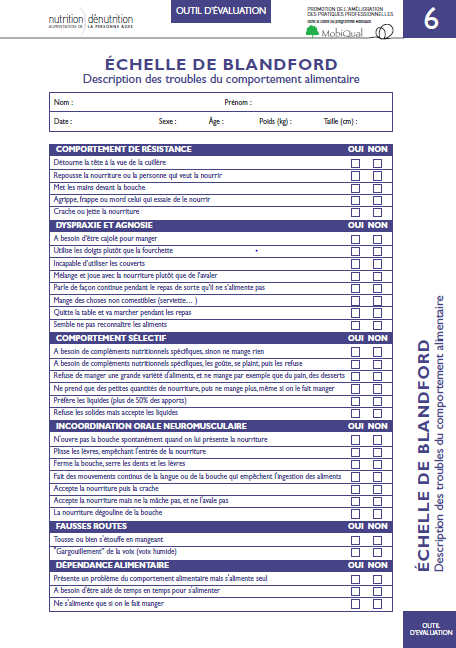 nutrition dénutrition
ALIMENTATION DE LA PERSONNE ÂGÉE
OUTIL D'ÉVALUATION
PROMOTION DE L'AMÉLIORATION
DES PRATIQUES PROFESSIONNELLES
dans le cadre du programme MobiQual
MobiQual
6
ÉCHELLE DE BLANDFORD
Description des troubles du comportement alimentaire
Nom : Prénom :
Date : Sexe : Âge : Poids (kg) : Taille (cm) :
COMPORTEMENT DE RÉSISTANCE OUI NON
Détourne la tête à la vue de la cuillère
Repousse la nourriture ou la personne qui veut la nourrir
Met les mains devant la bouche
Agrippe, frappe ou mord celui qui essaie de le nourrir
Crache ou jette la nourriture
DYSPRAXIE ET AGNOSIE OUI NON
A besoin d'être cajolé pour manger
Utilise les doigts plutôt que la fourchette
Incapable d'utiliser les couverts
Mélange et joue avec la nourriture plutôt que de l'avaler
Parle de façon continue pendant le repas de sorte qu'il ne s'alimente pas
Mange des choses non comestibles (serviette… )
Quitte la table et va marcher pendant les repas
Semble ne pas reconnaître les aliments
COMPORTEMENT SÉLECTIF OUI NON
A besoin de compléments nutritionnels spécifiques, sinon ne mange rien
A besoin de compléments nutritionnels spécifiques, les goûte, se plaint, puis les refuse
Refuse de manger une grande variété d'aliments, et ne mange par exemple que du pain, des desserts
Ne prend que des petites quantités de nourriture, puis ne mange plus, même si on le fait manger
Préfère les liquides (plus de 50% des apports)
Refuse les solides mais accepte les liquides
INCOORDINATION ORALE NEUROMUSCULAIRE OUI NON
N'ouvre pas la bouche spontanément quand on lui présente la nourriture
Plisse les lèvres, empêchant l'entrée de la nourriture
Ferme la bouche, serre les dents et les lèvres
Fait des mouvements continus de la langue ou de la bouche qui empêchent l'ingestion des aliments
Accepte la nourriture puis la crache
Accepte la nourriture mais ne la mâche pas, et ne l'avale pas
La nourriture dégouline de la bouche
FAUSSES ROUTES OUI NON
Tousse ou bien s'étouffe en mangeant
"Gargouillement" de la voix (voix humide)
DÉPENDANCE ALIMENTAIRE OUI NON
Présente un problème du comportement alimentaire mais s'alimente seul
A besoin d'être aidé de temps en temps pour s'alimenter
Ne s'alimente que si on le fait manger
ÉCHELLE DE BLANDFORD
Description des troubles du comportement alimentaire
OUTIL
D'ÉVALUATION